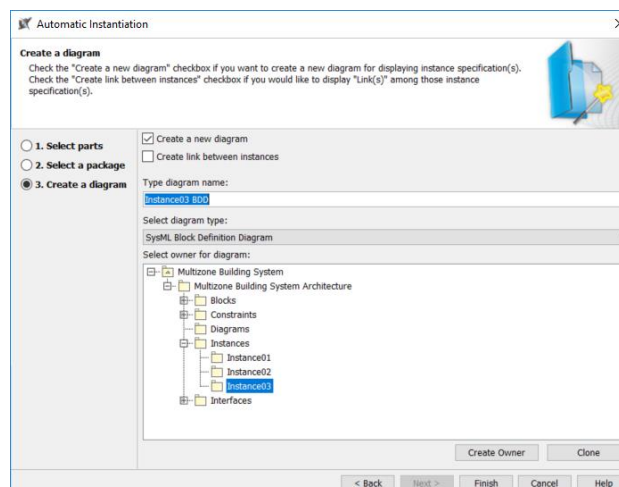 Automatic Instantiation
Create a diagram
Check the "Create a new diagram" checkbox if you want to create a new diagram for displaying instance specification(s).
Check the "Create link between instances" checkbox if you would like to display "Link(s)" among those instance
specification(s).
1. Select parts
2. Select a package
3. Create a diagram
Create a new diagram
Create link between instances
Type diagram name:
Instance03 BDD
Select diagram type:
SysML Block Definition Diagram
Select owner for diagram:
Multizone Building System
Multizone Building System Architecture
Blocks
Constraints
Diagrams
Instances
Instance01
Instance02
Instance03
Interfaces
Create Owner
Clone
< Back
Next >
Finish
Cancel
Help